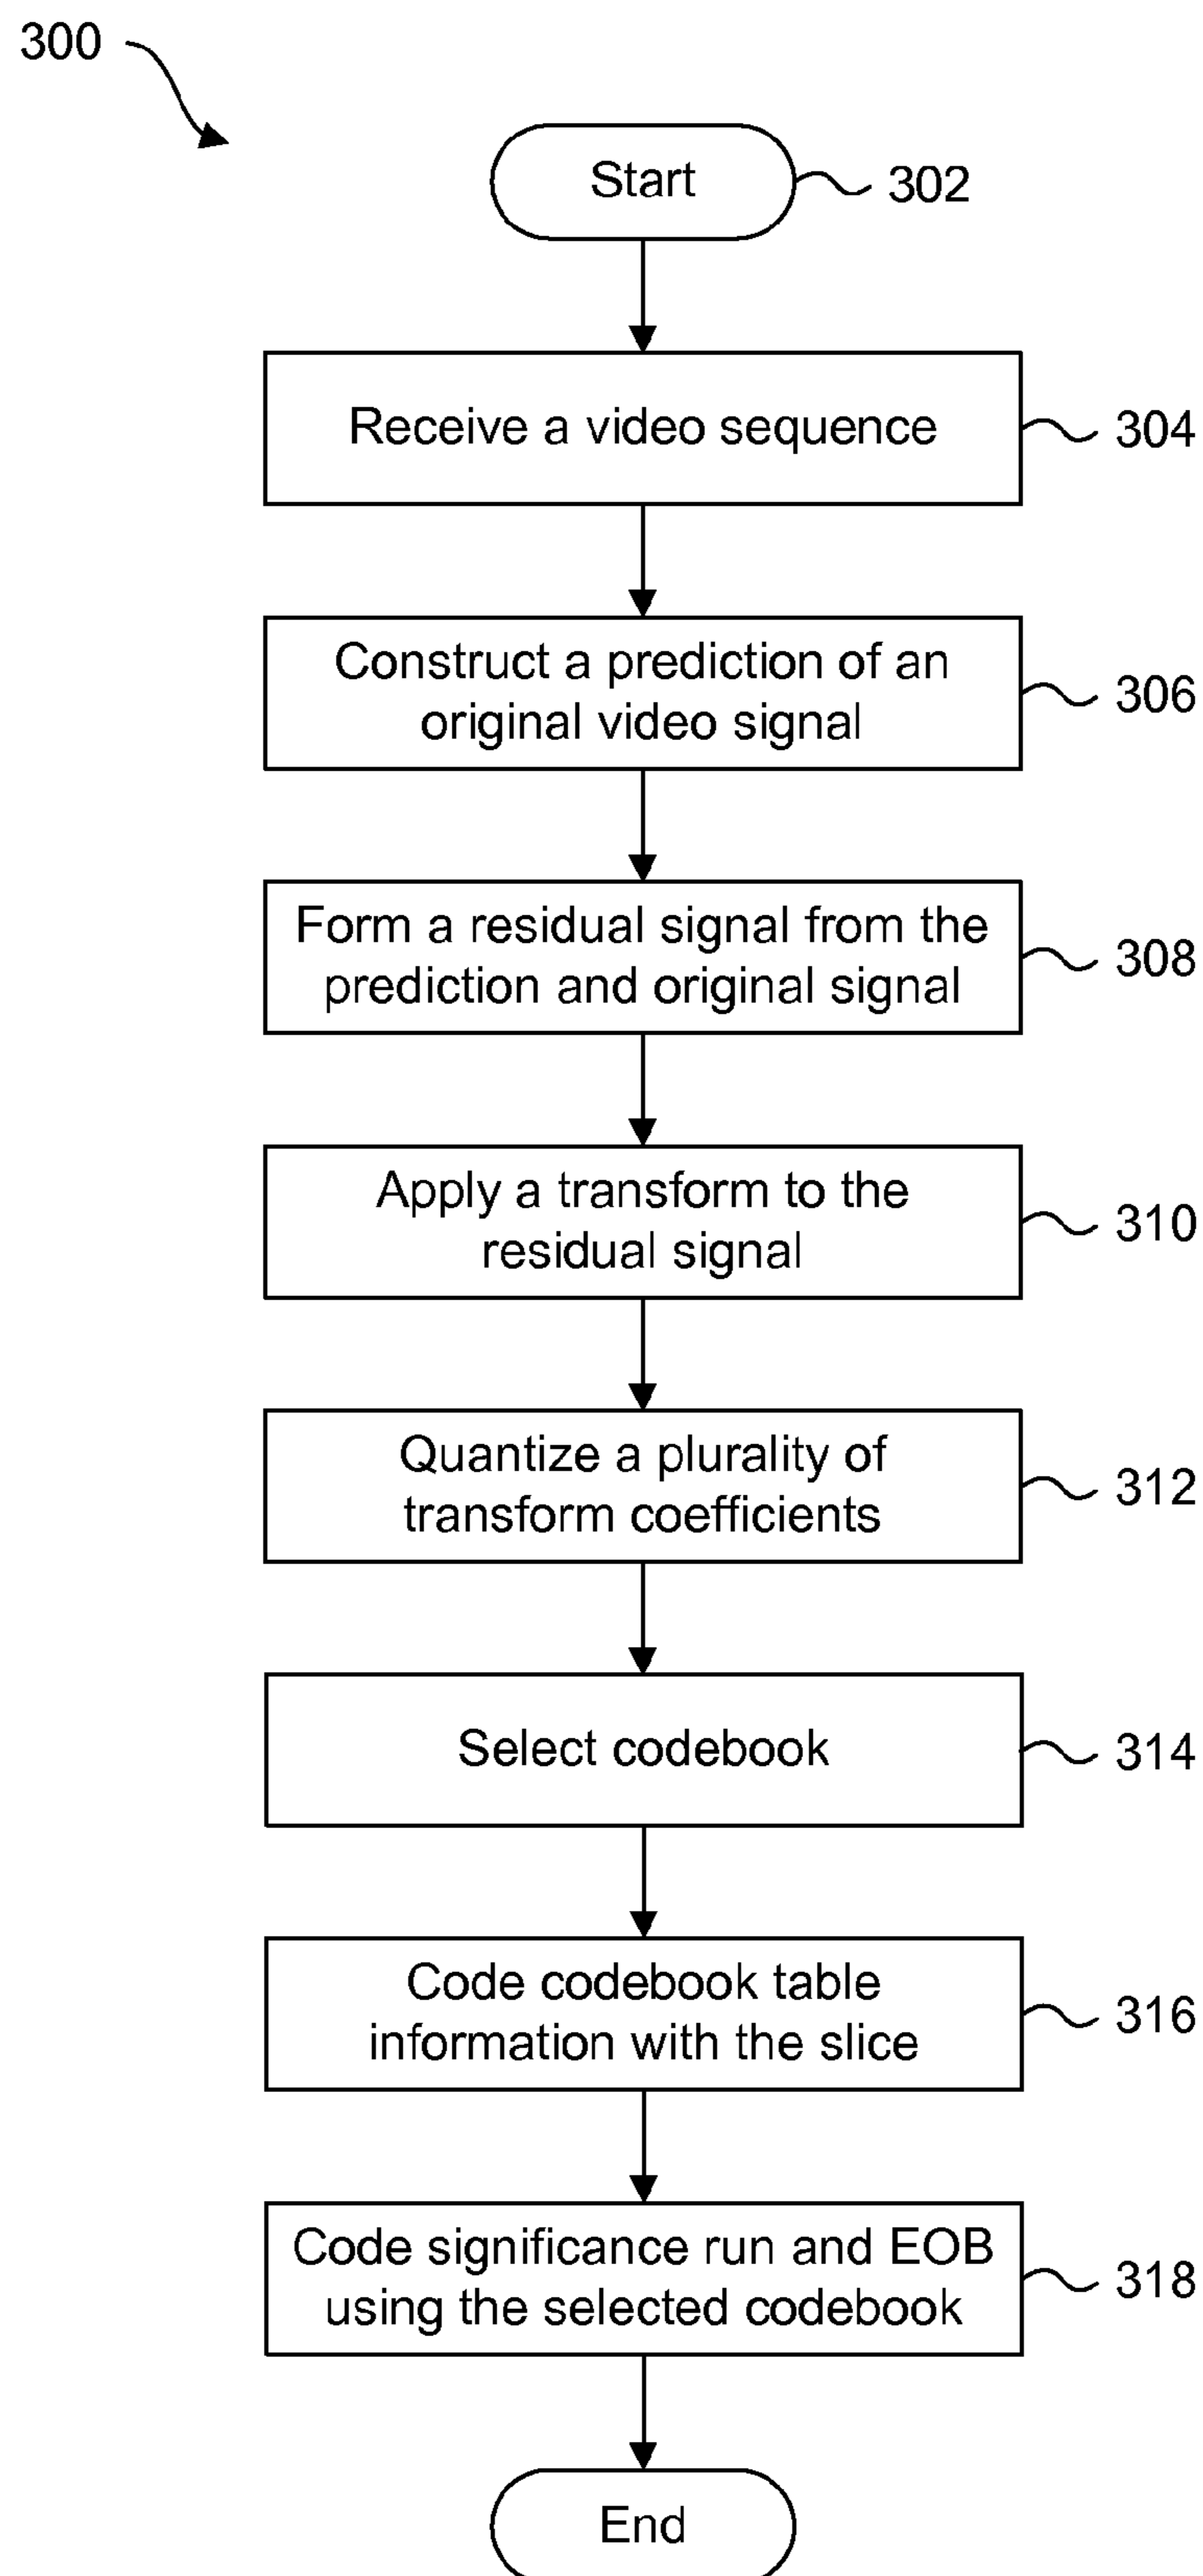 300
Start
302
Receive a video sequence
304
Construct a prediction of an
original video signal
306
Form a residual signal from the
prediction and original signal
308
Apply a transform to the
residual signal
310
Quantize a plurality of
transform coefficients
312
Select codebook
314
Code codebook table
information with the slice
316
Code significance run and EOB
using the selected codebook
318
End